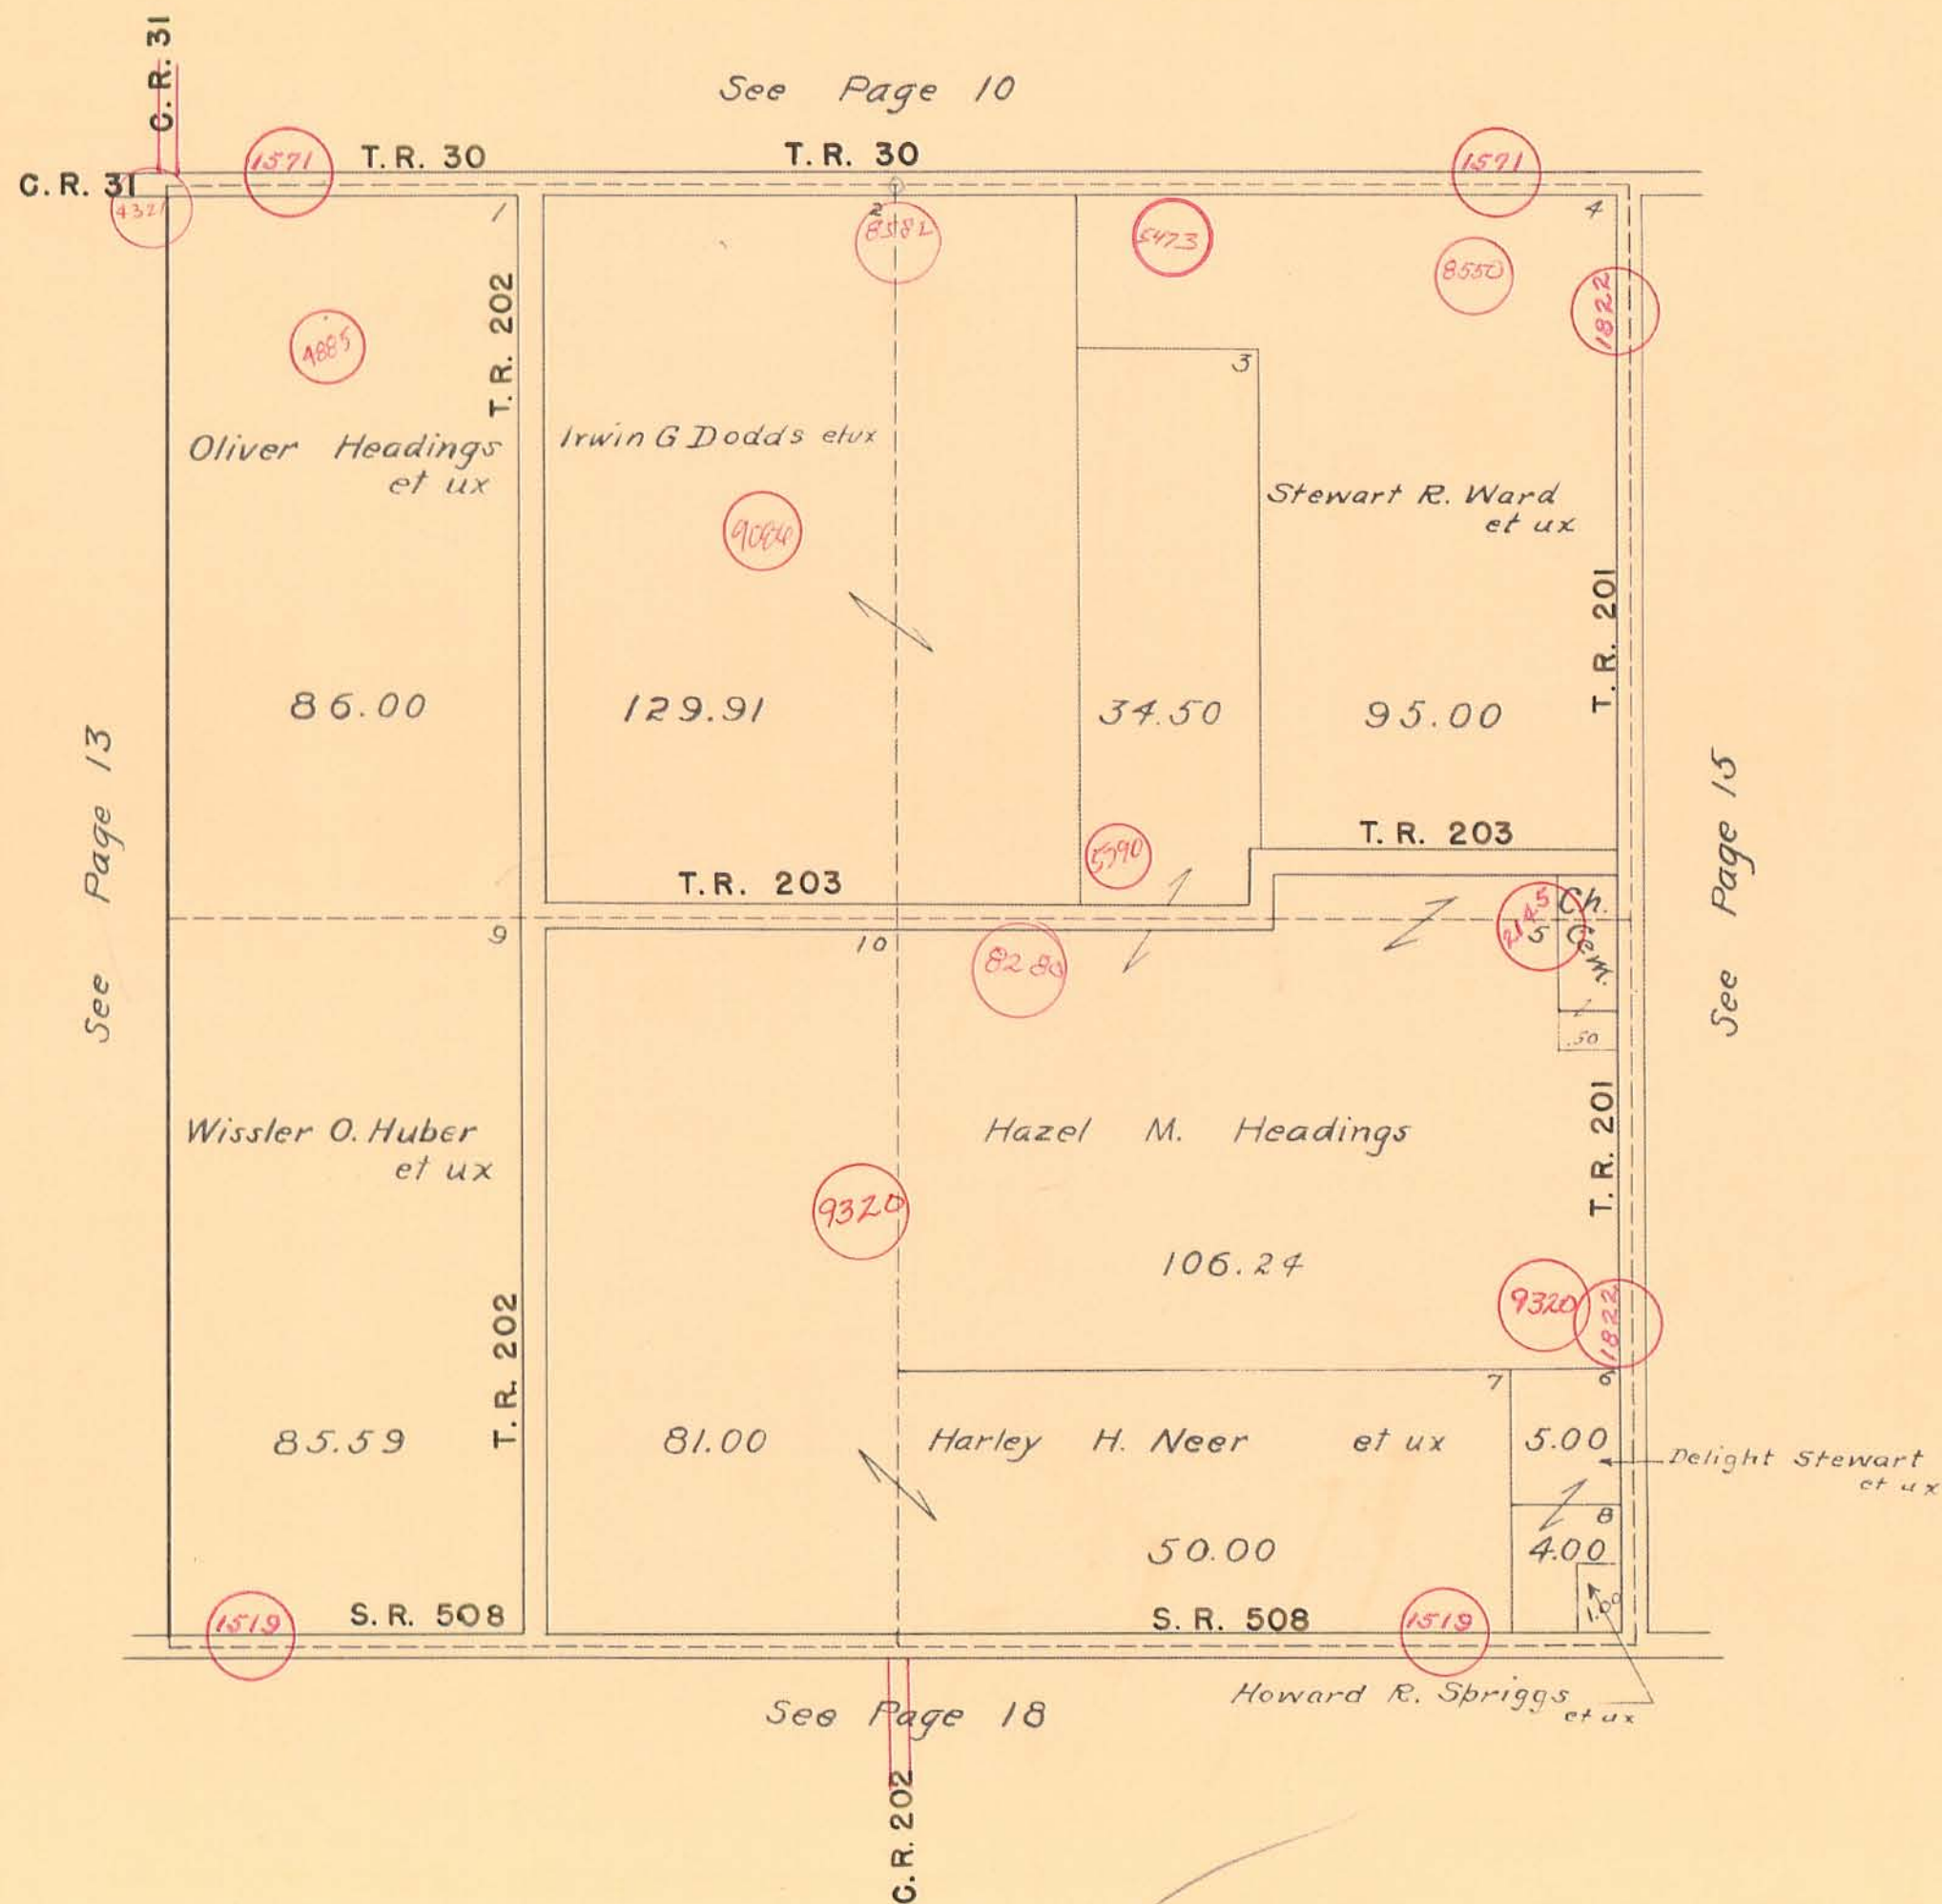 C. R. 31
See Page 10
1571
T. R. 30
T. R. 30
1571
C. R. 31
4321
1
2
4
8582
5473
8550
1822
T. R. 202
4885
3
Oliver Headings
et ux
Irwin G Dodds et ux
Stewart R. Ward
et ux
T. R. 201
86.00
129.91
34.50
95.00
See Page 13
See Page 15
T. R. 203
5390
T. R. 203
Ch.
Cem.
2145
5
9
10
8280
.50
T. R. 201
Wissler O. Huber
et ux
Hazel M. Headings
9320
106.24
9320
1822
T. R. 202
7
6
85.59
81.00
Harley H. Neer et ux
5.00
Delight Stewart
et ux
8
50.00
4.00
1.00
1519
S. R. 508
S. R. 508
1519
Howard R. Spriggs
et ux
See Page 18
C. R. 202